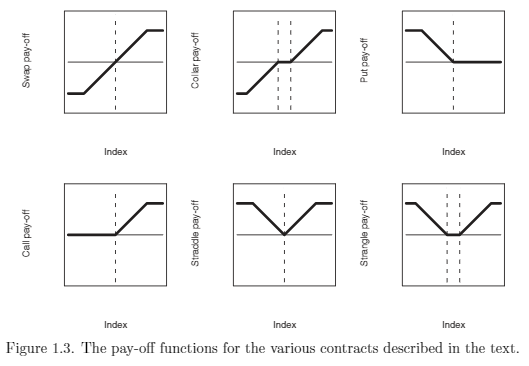 Swap pay-off
Collar pay-off
Put pay-off
Index
Index
Index
Call pay-off
Straddle pay-off
Strangle pay-off
Index
Index
Index
Figure 1.3. The pay-off functions for the various contracts described in the text.